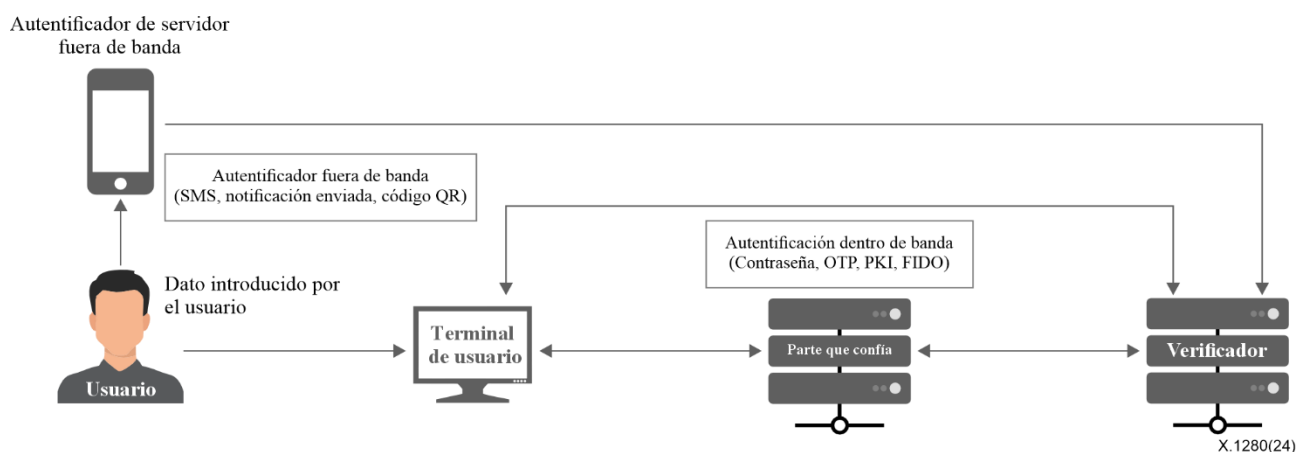 Autentificador de servidor
fuera de banda
Autentificador fuera de banda
(SMS, notificación enviada, código QR)
Autentificación dentro de banda
(Contraseña, OTP, PKI, FIDO)
Dato introducido por
el usuario
Usuario
Terminal
de usuario
Parte que confía
Verificador
X.1280(24)